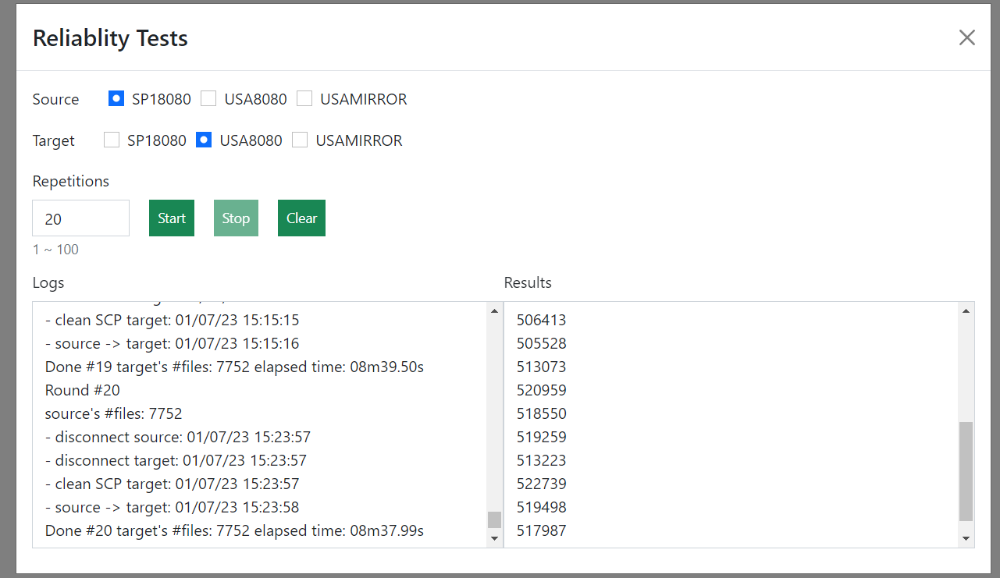 Reliablity Tests
Source SP18080 USA8080 USAMIRROR
Target SP18080 USA8080 USAMIRROR
Repetitions
20 Start Stop Clear
1 ~ 100
Logs
- clean SCP target: 01/07/23 15:15:15
- source -> target: 01/07/23 15:15:16
Done #19 target's #files: 7752 elapsed time: 08m39.50s
Round #20
source's #files: 7752
- disconnect source: 01/07/23 15:23:57
- disconnect target: 01/07/23 15:23:57
- clean SCP target: 01/07/23 15:23:57
- source -> target: 01/07/23 15:23:58
Done #20 target's #files: 7752 elapsed time: 08m37.99s
Results
506413
505528
513073
520959
518550
519259
513223
522739
519498
517987